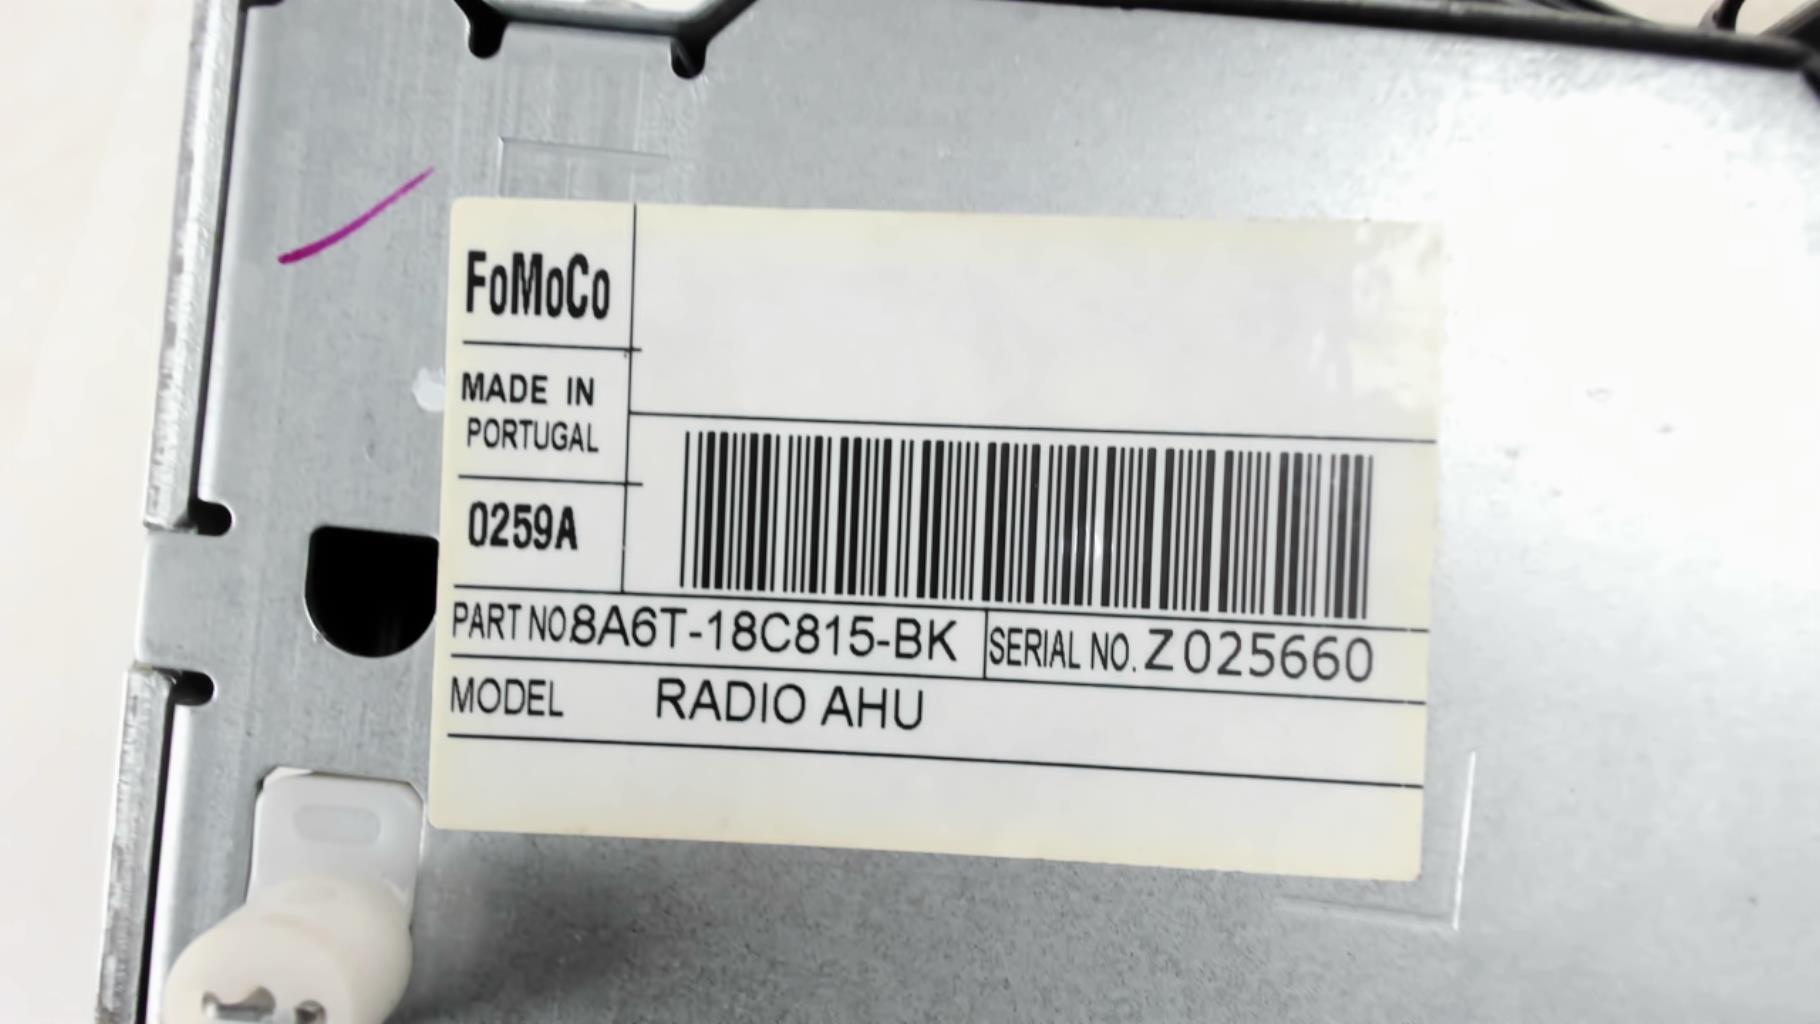 FoMoCo
MADE IN
PORTUGAL
0259A
PART NO 8A6T-18C815-BK SERIAL NO. Z025660
MODEL RADIO AHU